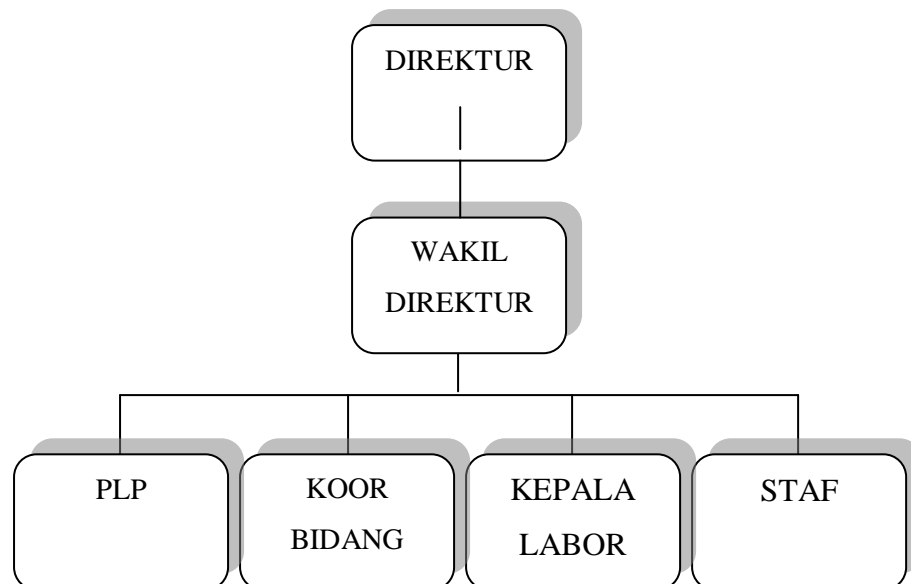 DIREKTUR
WAKIL
DIREKTUR
PLP
KOOR
BIDANG
KEPALA
LABOR
STAF